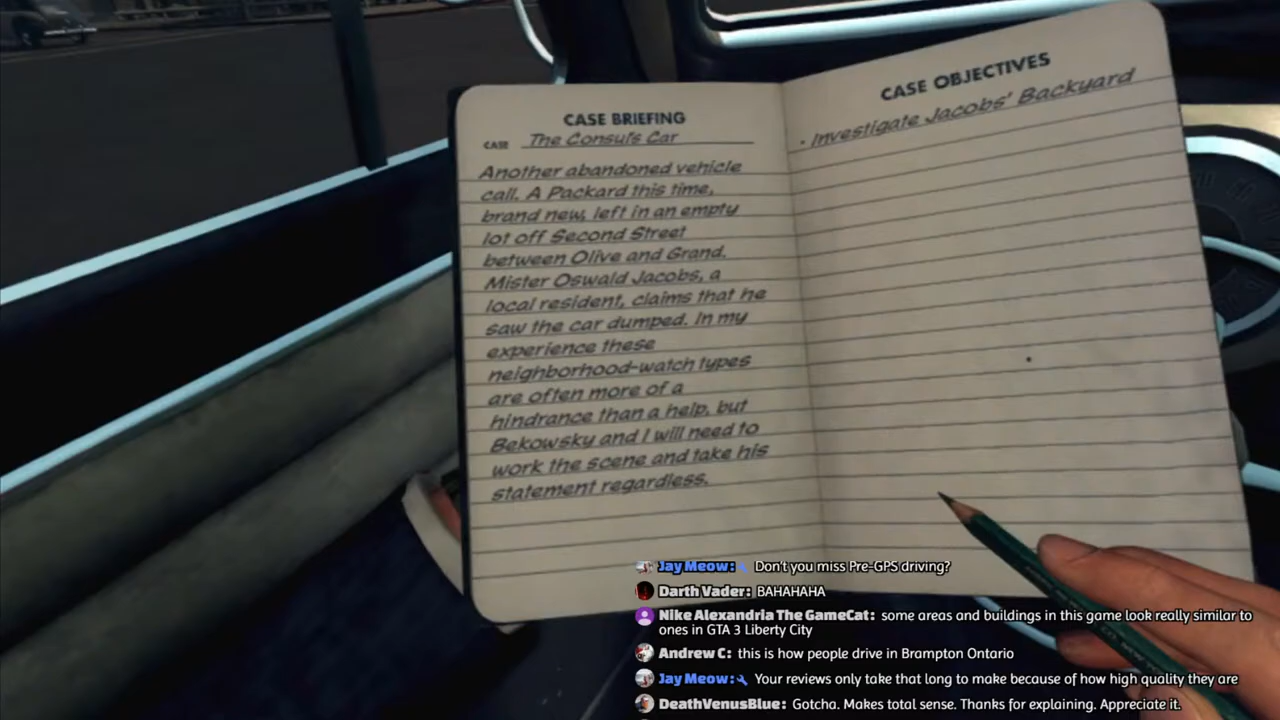 CASE BRIEFING
CASE The Consul's Car
Another abandoned vehicle
call. A Packard this time,
brand new, left in an empty
lot off Second Street
between Olive and Grand.
Mister Oswald Jacobs, a
local resident, claims that he
saw the car dumped. In my
experience these
neighborhood-watch types
are often more of a
hindrance than a help, but
Bekowsky and I will need to
work the scene and take his
statement regardless.
CASE OBJECTIVES
· Investigate Jacobs' Backyard
Jay Meow: Don't you miss Pre-GPS driving?
Darth Vader: BAHAHAHA
Nike Alexandria The GameCat: some areas and buildings in this game look really similar to
ones in GTA 3 Liberty City
Andrew C: this is how people drive in Brampton Ontario
Jay Meow: Your reviews only take that long to make because of how high quality they are
DeathVenusBlue: Gotcha. Makes total sense. Thanks for explaining. Appreciate it.